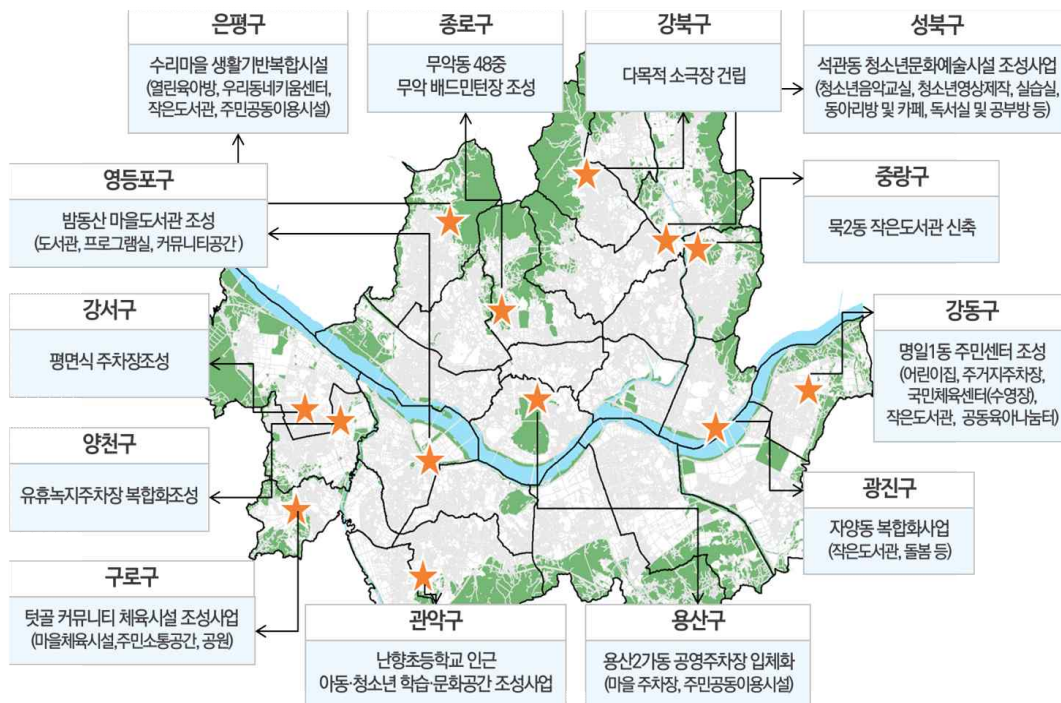 은평구
수리마을 생활기반복합시설
(열린육아방, 우리동네키움센터,
작은도서관, 주민공동이용시설)
종로구
무악동 48중
무악 배드민턴장 조성
강북구
다목적 소극장 건립
성북구
석관동 청소년문화예술시설 조성사업
(청소년음악교실, 청소년영상제작, 실습실,
동아리방 및 카페, 독서실 및 공부방 등)
영등포구
밤동산 마을도서관 조성
(도서관, 프로그램실, 커뮤니티공간 )
중랑구
묵2동 작은도서관 신축
강서구
평면식 주차장조성
강동구
명일1동 주민센터 조성
(어린이집, 주거지주차장,
국민체육센터(수영장),
작은도서관, 공동육아나눔터)
양천구
유휴녹지주차장 복합화조성
광진구
자양동 복합화사업
(작은도서관, 돌봄 등)
구로구
텃골 커뮤니티 체육시설 조성사업
(마을체육시설,주민소통공간, 공원)
관악구
난향초등학교 인근
아동·청소년 학습·문화공간 조성사업
용산구
용산2가동 공영주차장 입체화
(마을 주차장, 주민공동이용시설)